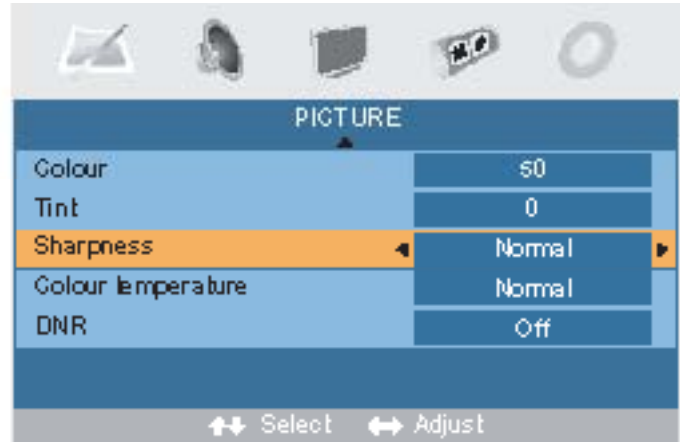 PICTURE
Colour 50
Tint 0
Sharpness Normal
Colour temperature Normal
DNR Off
Select Adjust